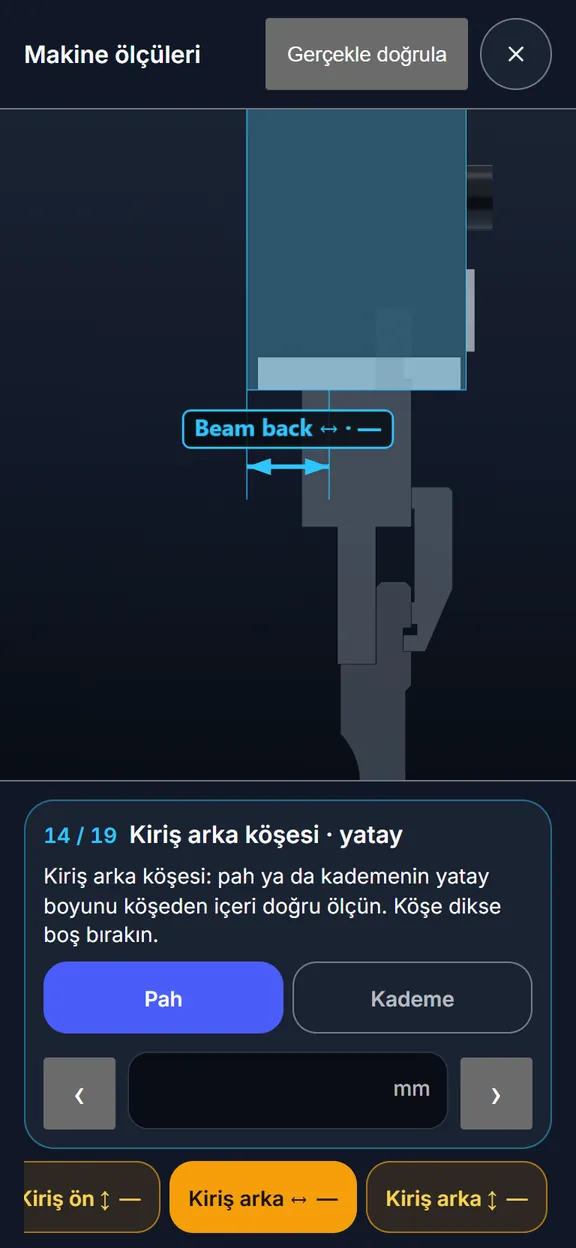 Makine ölçüleri
Gerçekle doğrula
×
Beam back ↔ · —
14 / 19 Kiriş arka köşesi · yatay
Kiriş arka köşesi: pah ya da kademenin yatay
boyunu köşeden içeri doğru ölçün. Köşe dikse
boş bırakın.
Pah
Kademe
‹
mm
›
Kiriş ön ↕ —
Kiriş arka ↔ —
Kiriş arka ↕ —